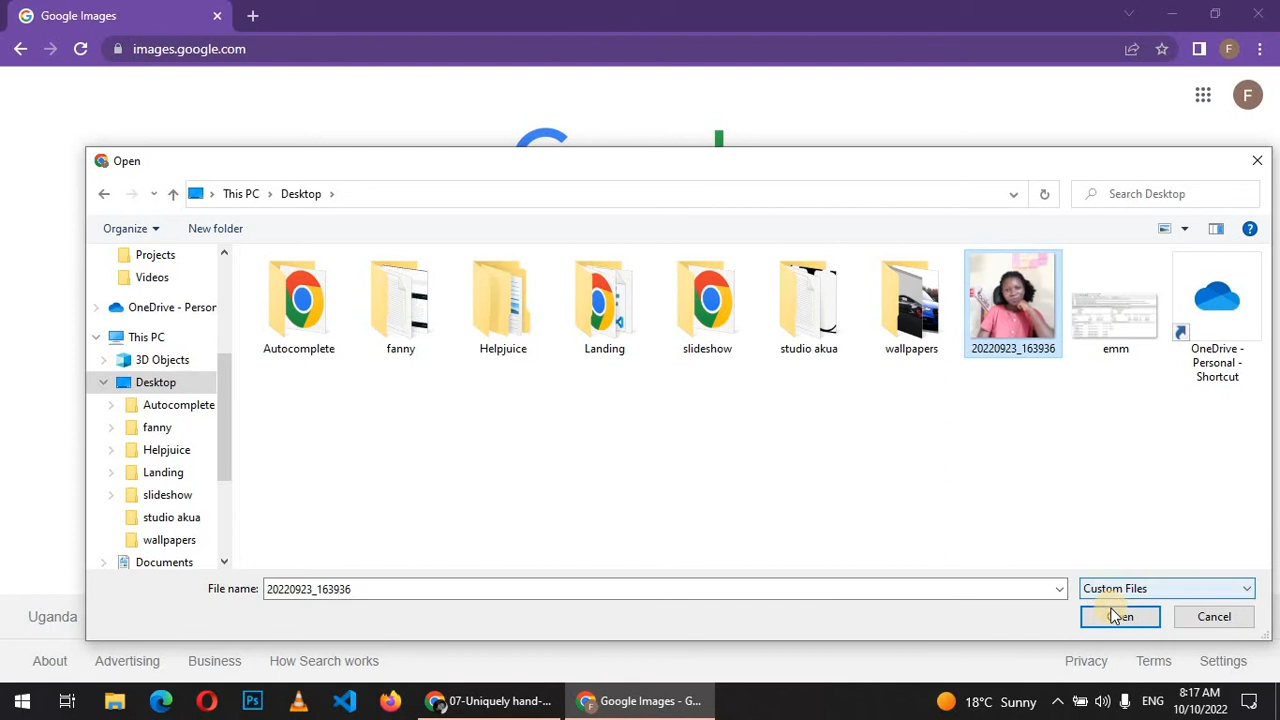 Google Images
images.google.com
F
F
Open
This PC
Desktop
Search Desktop
Organize
New folder
Projects
Videos
OneDrive - Person
This PC
3D Objects
Desktop
Autocomplete
fanny
Helpjuice
Landing
slideshow
studio akua
wallpapers
Documents
Autocomplete
fanny
Helpjuice
Landing
slideshow
studio akua
wallpapers
20220923_163936
emm
OneDrive -
Personal -
Shortcut
File name:
20220923_163936
Custom Files
Open
Cancel
Uganda
About
Advertising
Business
How Search works
Privacy
Terms
Settings
07-Uniquely hand-...
Google Images - G...
18°C Sunny
ENG
8:17 AM
10/10/2022